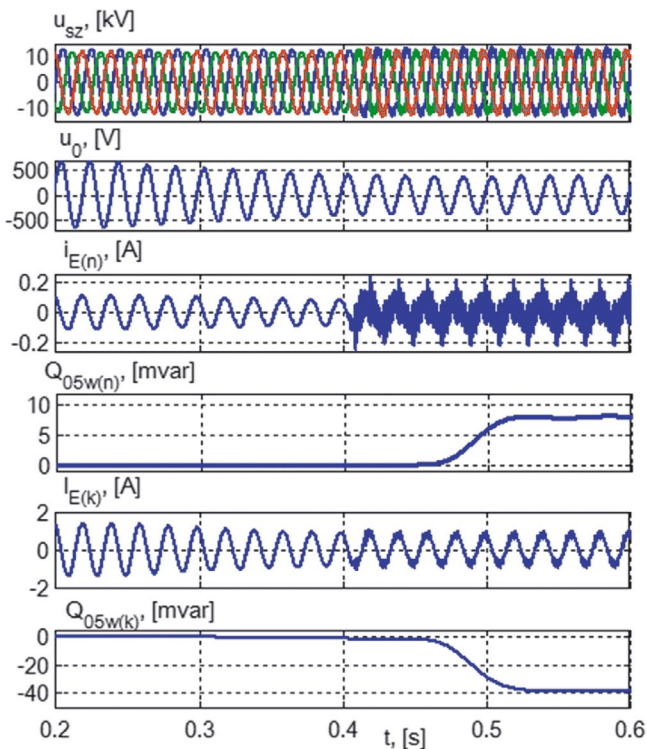 u_sz, [kV]
10
0
-10
u_0, [V]
500
0
-500
i_E(n), [A]
0.2
0
-0.2
Q_05w(n), [mvar]
10
5
0
I_E(k), [A]
2
0
-2
Q_05w(k), [mvar]
0
-20
-40
0.2 0.3 0.4 0.5 0.6
t, [s]